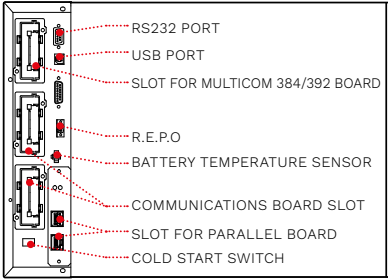 RS232 PORT
USB PORT
SLOT FOR MULTICOM 384/392 BOARD
R.E.P.O
BATTERY TEMPERATURE SENSOR
COMMUNICATIONS BOARD SLOT
SLOT FOR PARALLEL BOARD
COLD START SWITCH